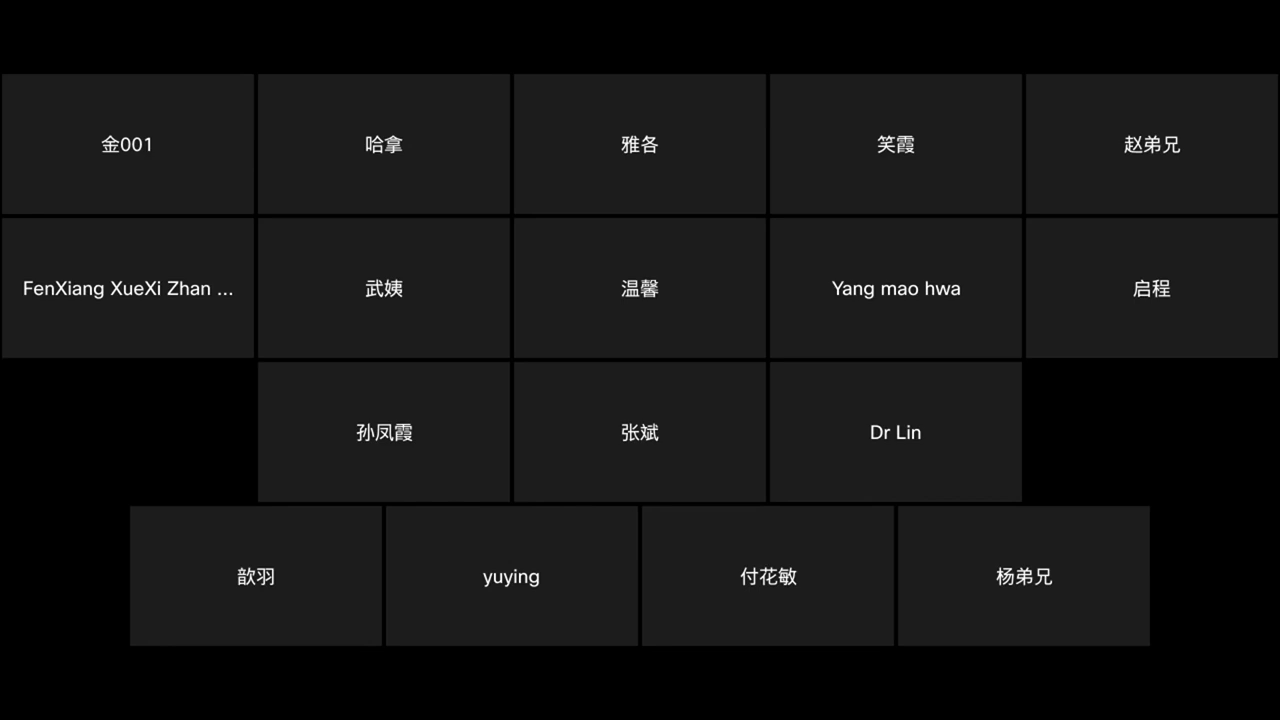 金001
哈拿
雅各
笑霞
赵弟兄
FenXiang XueXi Zhan ...
武姨
温馨
Yang mao hwa
启程
孙凤霞
张斌
Dr Lin
歆羽
yuying
付花敏
杨弟兄